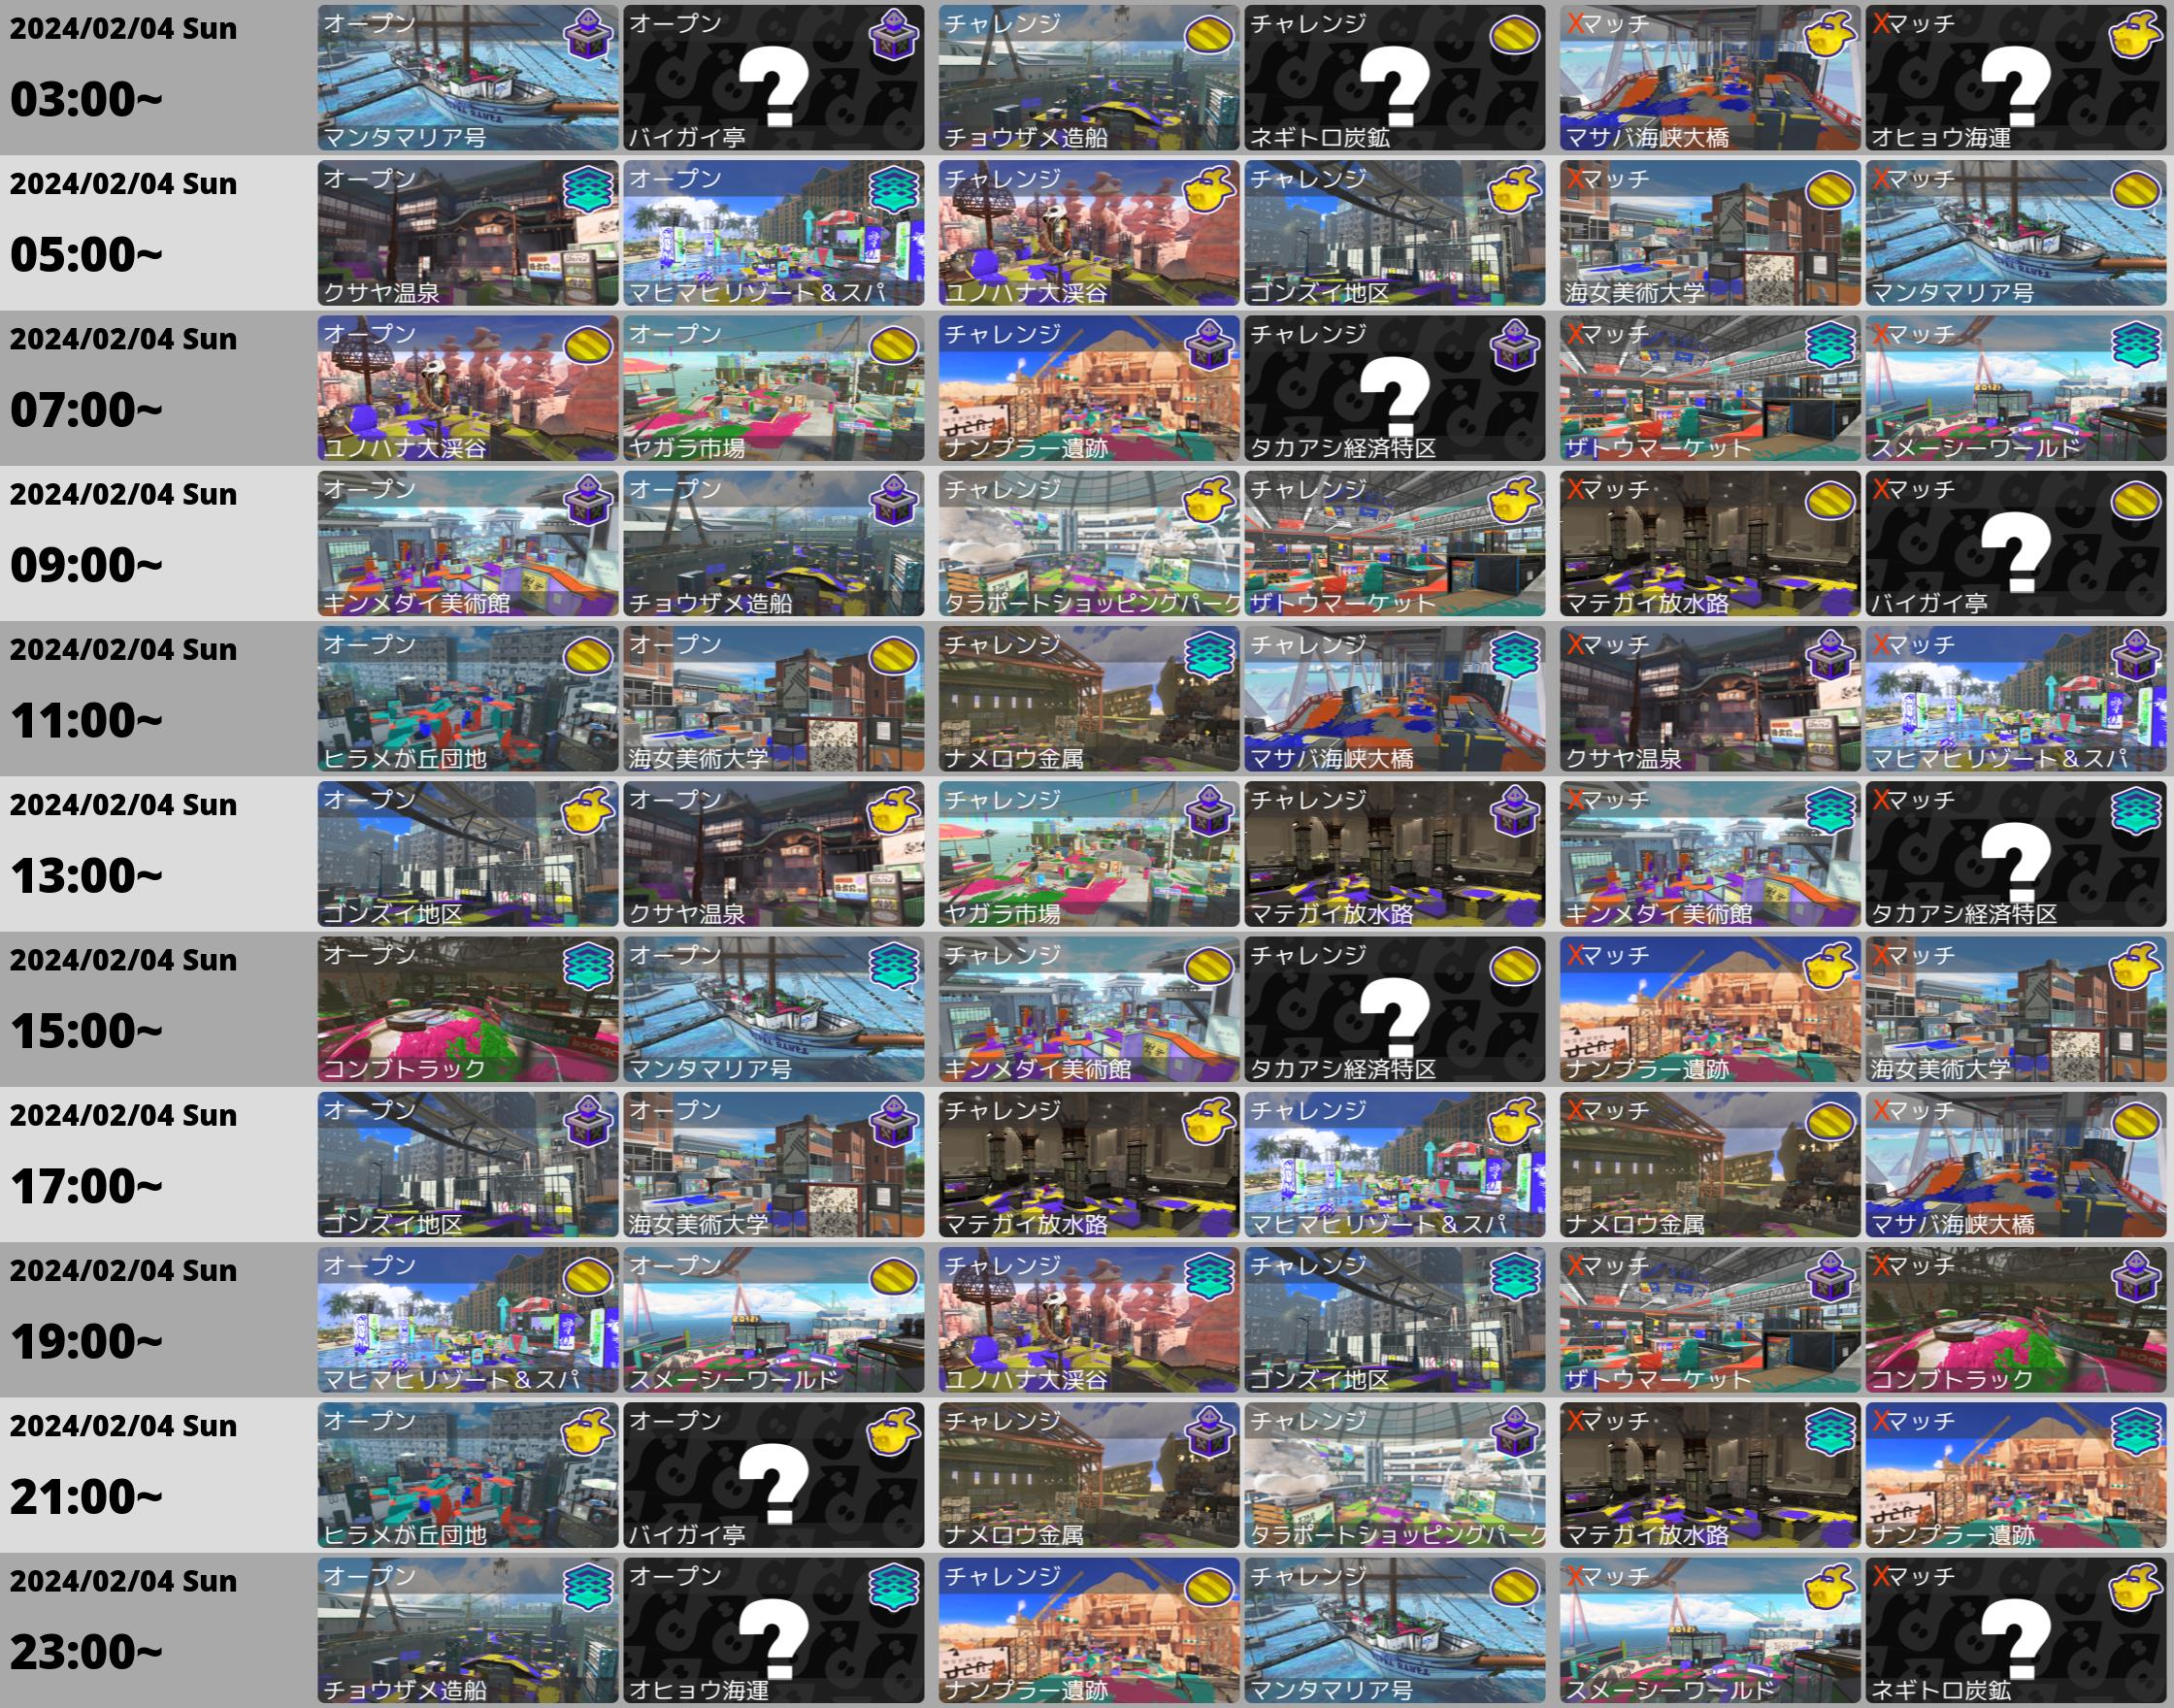 2024/02/04 Sun
03:00~
オープン
マンタマリア号
オープン
バイガイ亭
チャレンジ
チョウザメ造船
チャレンジ
ネギトロ炭鉱
Xマッチ
マサバ海峡大橋
Xマッチ
オヒョウ海運
2024/02/04 Sun
05:00~
オープン
クサヤ温泉
オープン
マヒマヒリゾート＆スパ
チャレンジ
ユノハナ大渓谷
チャレンジ
ゴンズイ地区
Xマッチ
海女美術大学
Xマッチ
マンタマリア号
2024/02/04 Sun
07:00~
オープン
ユノハナ大渓谷
オープン
ヤガラ市場
チャレンジ
ナンプラー遺跡
チャレンジ
タカアシ経済特区
Xマッチ
ザトウマーケット
Xマッチ
スメーシーワールド
2024/02/04 Sun
09:00~
オープン
キンメダイ美術館
オープン
チョウザメ造船
チャレンジ
タラポートショッピングパーク
チャレンジ
ザトウマーケット
Xマッチ
マテガイ放水路
Xマッチ
バイガイ亭
2024/02/04 Sun
11:00~
オープン
ヒラメが丘団地
オープン
海女美術大学
チャレンジ
ナメロウ金属
チャレンジ
マサバ海峡大橋
Xマッチ
クサヤ温泉
Xマッチ
マヒマヒリゾート＆スパ
2024/02/04 Sun
13:00~
オープン
ゴンズイ地区
オープン
クサヤ温泉
チャレンジ
ヤガラ市場
チャレンジ
マテガイ放水路
Xマッチ
キンメダイ美術館
Xマッチ
タカアシ経済特区
2024/02/04 Sun
15:00~
オープン
コンブトラック
オープン
マンタマリア号
チャレンジ
キンメダイ美術館
チャレンジ
タカアシ経済特区
Xマッチ
ナンプラー遺跡
Xマッチ
海女美術大学
2024/02/04 Sun
17:00~
オープン
ゴンズイ地区
オープン
海女美術大学
チャレンジ
マテガイ放水路
チャレンジ
マヒマヒリゾート＆スパ
Xマッチ
ナメロウ金属
Xマッチ
マサバ海峡大橋
2024/02/04 Sun
19:00~
オープン
マヒマヒリゾート＆スパ
オープン
スメーシーワールド
チャレンジ
ユノハナ大渓谷
チャレンジ
ゴンズイ地区
Xマッチ
ザトウマーケット
Xマッチ
コンブトラック
2024/02/04 Sun
21:00~
オープン
ヒラメが丘団地
オープン
バイガイ亭
チャレンジ
ナメロウ金属
チャレンジ
タラポートショッピングパーク
Xマッチ
マテガイ放水路
Xマッチ
ナンプラー遺跡
2024/02/04 Sun
23:00~
オープン
チョウザメ造船
オープン
オヒョウ海運
チャレンジ
ナンプラー遺跡
チャレンジ
マンタマリア号
Xマッチ
スメーシーワールド
Xマッチ
ネギトロ炭鉱